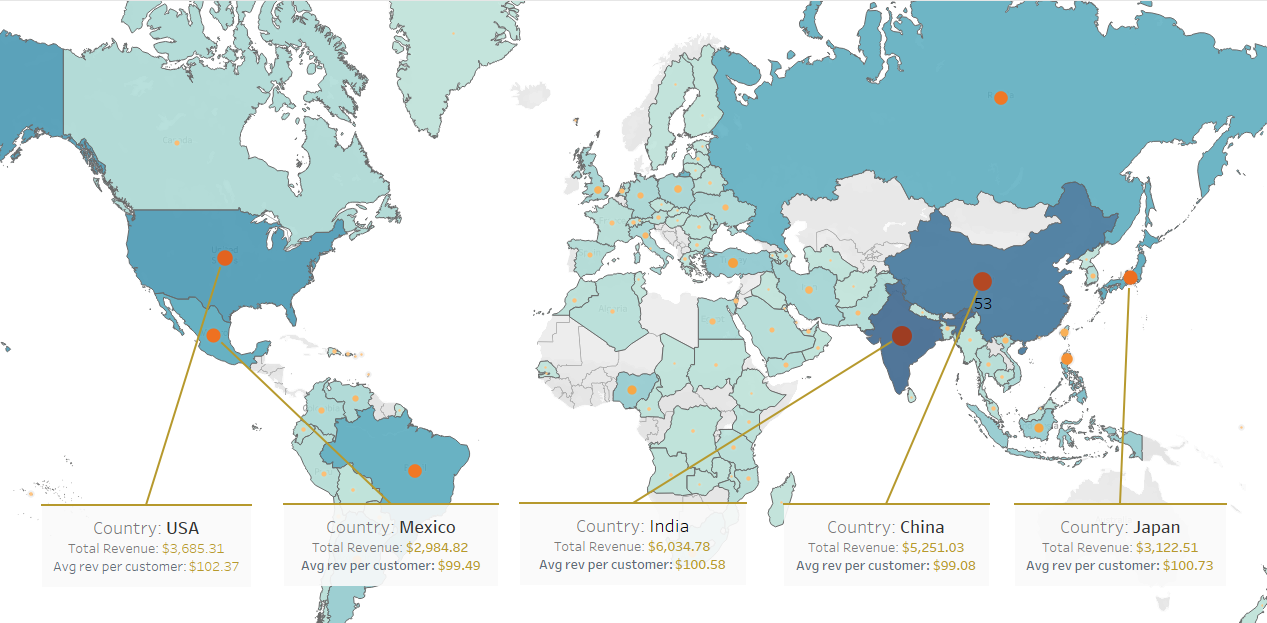 Canada
Algeria
53
Country: USA
Total Revenue: $3,685.31
Avg rev per customer: $102.37
Country: Mexico
Total Revenue: $2,984.82
Avg rev per customer: $99.49
Country: India
Total Revenue: $6,034.78
Avg rev per customer: $100.58
Country: China
Total Revenue: $5,251.03
Avg rev per customer: $99.08
Country: Japan
Total Revenue: $3,122.51
Avg rev per customer: $100.73